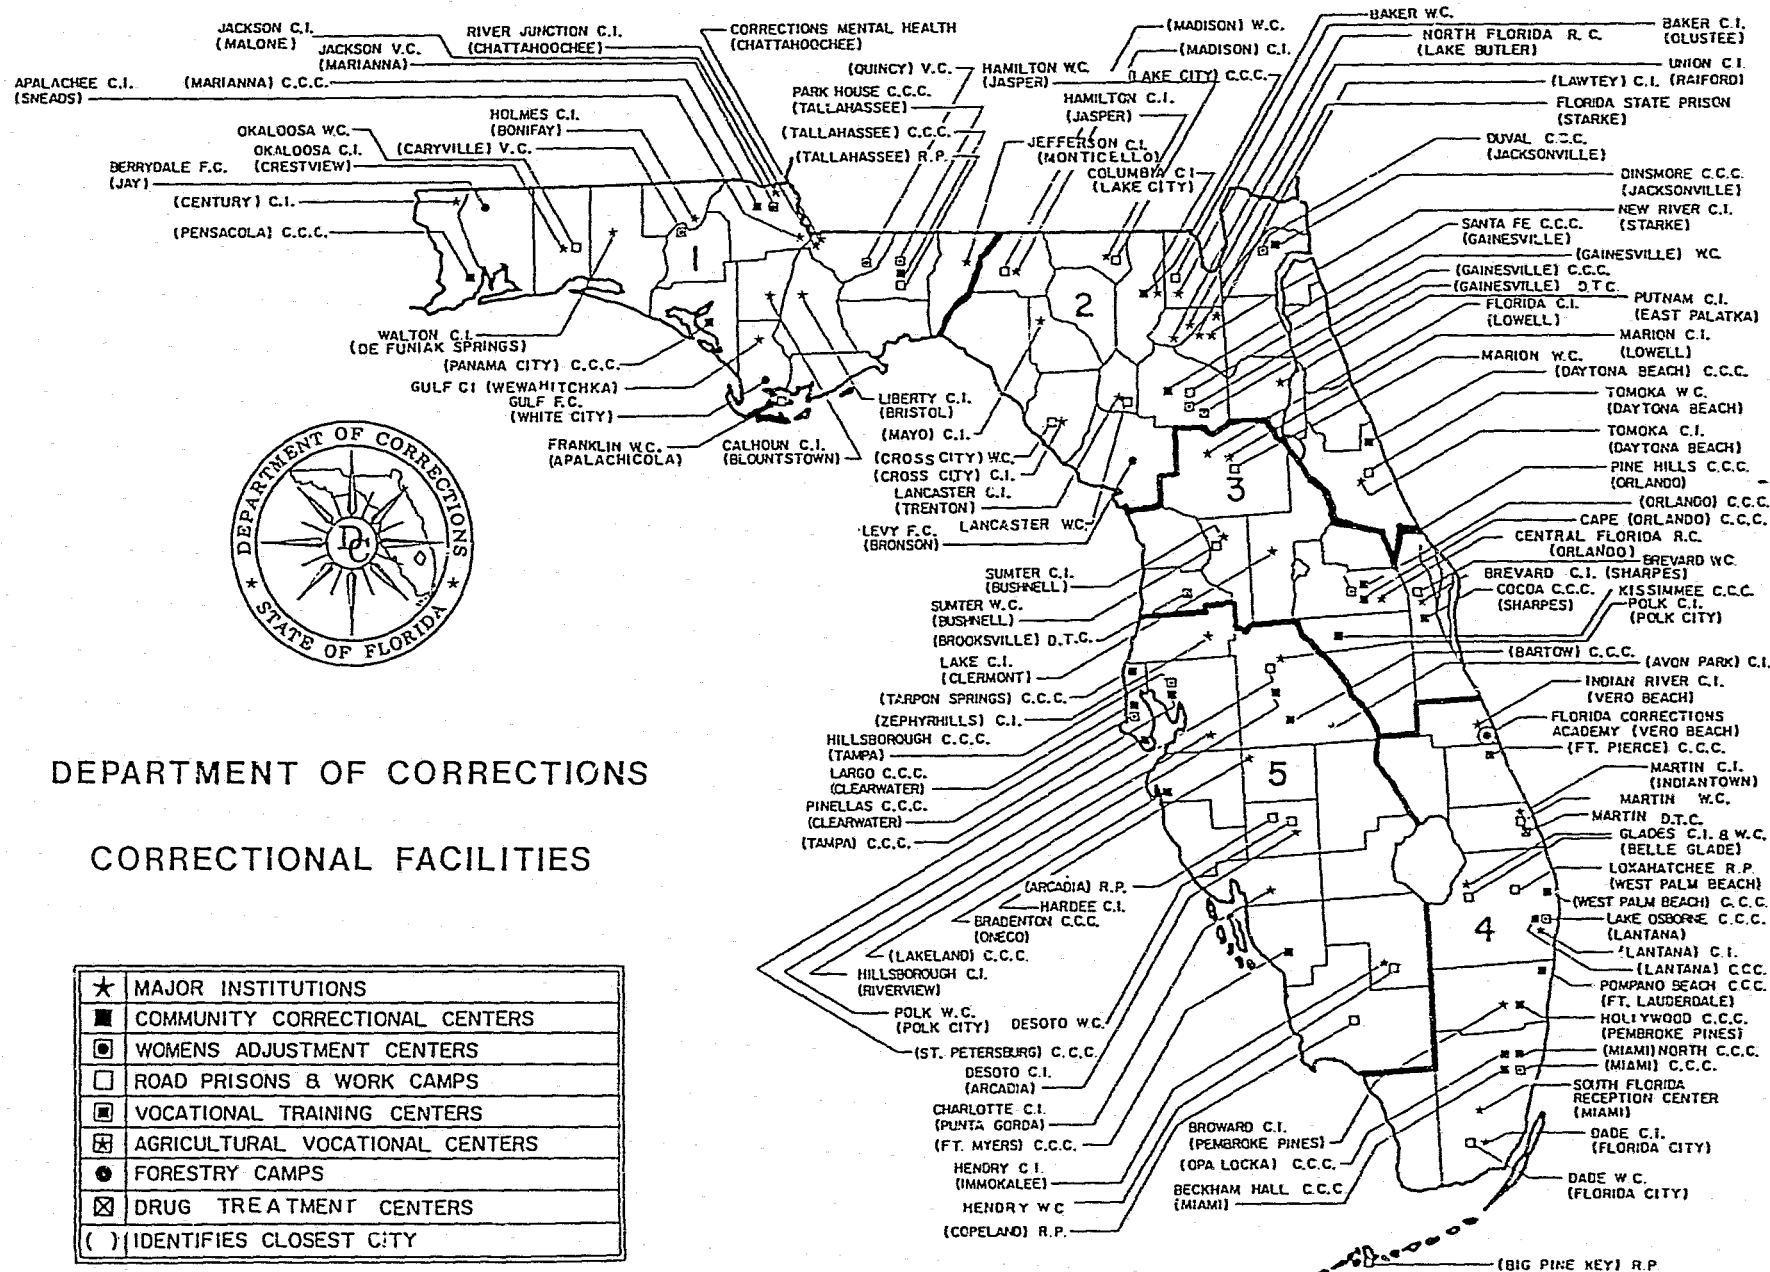 JACKSON C.I.
(MALONE)
JACKSON V.C.
(MARIANNA)
RIVER JUNCTION C.I.
(CHATTAHOOCHEE)
CORRECTIONS MENTAL HEALTH
(CHATTAHOOCHEE)
APALACHEE C.I.
(SNEADS)
(MARIANNA) C.C.C.
HOLMES C.I.
(BONIFAY)
OKALOOSA W.C.
OKALOOSA C.I.
(CRESTVIEW)
(CARYVILLE) V.C.
BERRYDALE F.C.
(JAY)
(CENTURY) C.I.
(PENSACOLA) C.C.C.
(QUINCY) V.C.
PARK HOUSE C.C.C.
(TALLAHASSEE)
(TALLAHASSEE) C.C.C.
(TALLAHASSEE) R.P.
HAMILTON W.C.
(JASPER)
(MADISON) W.C.
(MADISON) C.I.
(LAKE CITY) C.C.C.
HAMILTON C.I.
(JASPER)
JEFFERSON C.I.
(MONTICELLO)
COLUMBIA C.I.
(LAKE CITY)
BAKER W.C.
NORTH FLORIDA R.C.
(LAKE BUTLER)
BAKER C.I.
(OLUSTEE)
UNION C.I.
(RAIFORD)
(LAWTEY) C.I.
FLORIDA STATE PRISON
(STARKE)
DUVAL C.C.C.
(JACKSONVILLE)
DINSMORE C.C.C.
(JACKSONVILLE)
NEW RIVER C.I.
(STARKE)
SANTA FE C.C.C.
(GAINESVILLE)
(GAINESVILLE) W.C.
(GAINESVILLE) C.C.C.
(GAINESVILLE) D.T.C.
PUTNAM C.I.
(EAST PALATKA)
FLORIDA C.I.
(LOWELL)
MARION C.I.
(LOWELL)
MARION W.C.
(DAYTONA BEACH) C.C.C.
TOMOKA W.C.
(DAYTONA BEACH)
TOMOKA C.I.
(DAYTONA BEACH)
PINE HILLS C.C.C.
(ORLANDO)
(ORLANDO) C.C.C.
CAPE (ORLANDO) C.C.C.
CENTRAL FLORIDA R.C.
(ORLANDO)
BREVARD W.C.
BREVARD C.I. (SHARPES)
COCOA C.C.C.
(SHARPES)
KISSIMMEE C.C.C.
POLK C.I.
(POLK CITY)
(BARTOW) C.C.C.
(AVON PARK) C.I.
INDIAN RIVER C.I.
(VERO BEACH)
FLORIDA CORRECTIONS
ACADEMY (VERO BEACH)
(FT. PIERCE) C.C.C.
MARTIN C.I.
(INDIANTOWN)
MARTIN W.C.
MARTIN D.T.C.
GLADES C.I. & W.C.
(BELLE GLADE)
LOXAHATCHEE R.P.
(WEST PALM BEACH)
(WEST PALM BEACH) C.C.C.
LAKE OSBORNE C.C.C.
(LANTANA)
(LANTANA) C.I.
(LANTANA) CCC.
POMPANO BEACH C.C.C.
(FT. LAUDERDALE)
HOLLYWOOD C.C.C.
(PEMBROKE PINES)
(MIAMI) NORTH C.C.C.
(MIAMI) C.C.C.
SOUTH FLORIDA
RECEPTION CENTER
(MIAMI)
DADE C.I.
(FLORIDA CITY)
DADE W.C.
(FLORIDA CITY)
(BIG PINE KEY) R.P.
WALTON C.I.
(DE FUNIAK SPRINGS)
(PANAMA CITY) C.C.C.
GULF CI (WEWAHITCHKA)
GULF F.C.
(WHITE CITY)
FRANKLIN W.C.
(APALACHICOLA)
CALHOUN C.I.
(BLOUNTSTOWN)
LIBERTY C.I.
(BRISTOL)
(MAYO) C.I.
(CROSS CITY) W.C.
(CROSS CITY) C.I.
LANCASTER C.I.
(TRENTON)
LANCASTER W.C.
LEVY F.C.
(BRONSON)
SUMTER C.I.
(BUSHNELL)
SUMTER W.C.
(BUSHNELL)
(BROOKSVILLE) D.T.C.
LAKE C.I.
(CLERMONT)
(TARPON SPRINGS) C.C.C.
(ZEPHYRHILLS) C.I.
HILLSBOROUGH C.C.C.
(TAMPA)
LARGO C.C.C.
(CLEARWATER)
PINELLAS C.C.C.
(CLEARWATER)
(TAMPA) C.C.C.
(ARCADIA) R.P.
HARDEE C.I.
BRADENTON C.C.C.
(ONECO)
(LAKELAND) C.C.C.
HILLSBOROUGH C.I.
(RIVERVIEW)
POLK W.C.
(POLK CITY)
DESOTO W.C.
(ST. PETERSBURG) C.C.C.
DESOTO C.I.
(ARCADIA)
CHARLOTTE C.I.
(PUNTA GORDA)
(FT. MYERS) C.C.C.
HENDRY C.I.
(IMMOKALEE)
HENDRY W.C
(COPELAND) R.P.
BROWARD C.I.
(PEMBROKE PINES)
(OPA LOCKA) C.C.C.
BECKHAM HALL C.C.C
(MIAMI)
1
2
3
5
4
DEPARTMENT OF CORRECTIONS
DC
STATE OF FLORIDA
DEPARTMENT OF CORRECTIONS
CORRECTIONAL FACILITIES
MAJOR INSTITUTIONS
COMMUNITY CORRECTIONAL CENTERS
WOMENS ADJUSTMENT CENTERS
ROAD PRISONS & WORK CAMPS
VOCATIONAL TRAINING CENTERS
AGRICULTURAL VOCATIONAL CENTERS
FORESTRY CAMPS
DRUG TREATMENT CENTERS
( ) IDENTIFIES CLOSEST CITY